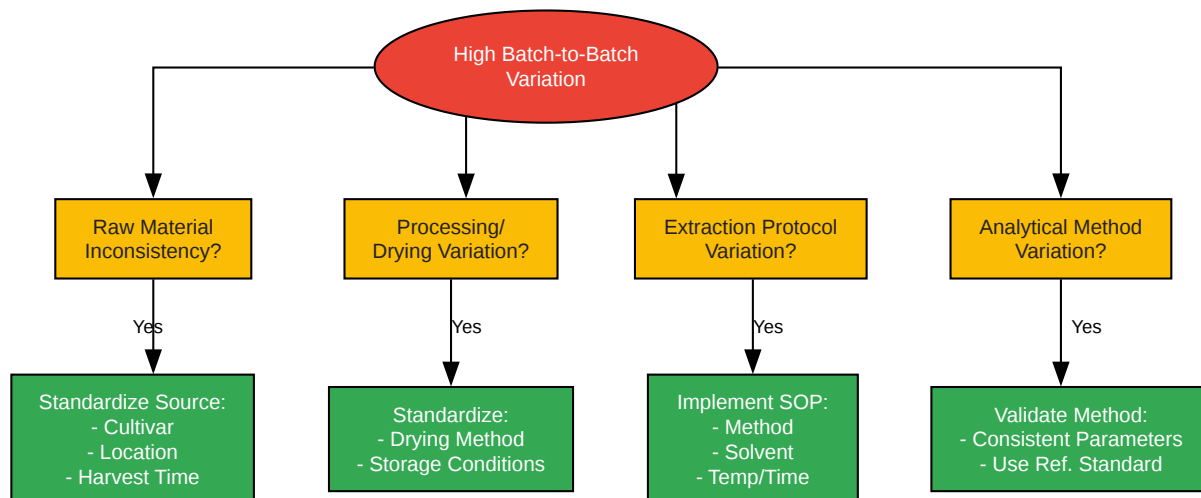 High Batch-to-Batch
Variation
Raw Material
Inconsistency?
Processing/
Drying Variation?
Extraction Protocol
Variation?
Analytical Method
Variation?
Yes
Yes
Yes
Yes
Standardize Source:
- Cultivar
- Location
- Harvest Time
Standardize:
- Drying Method
- Storage Conditions
Implement SOP:
- Method
- Solvent
- Temp/Time
Validate Method:
- Consistent Parameters
- Use Ref. Standard